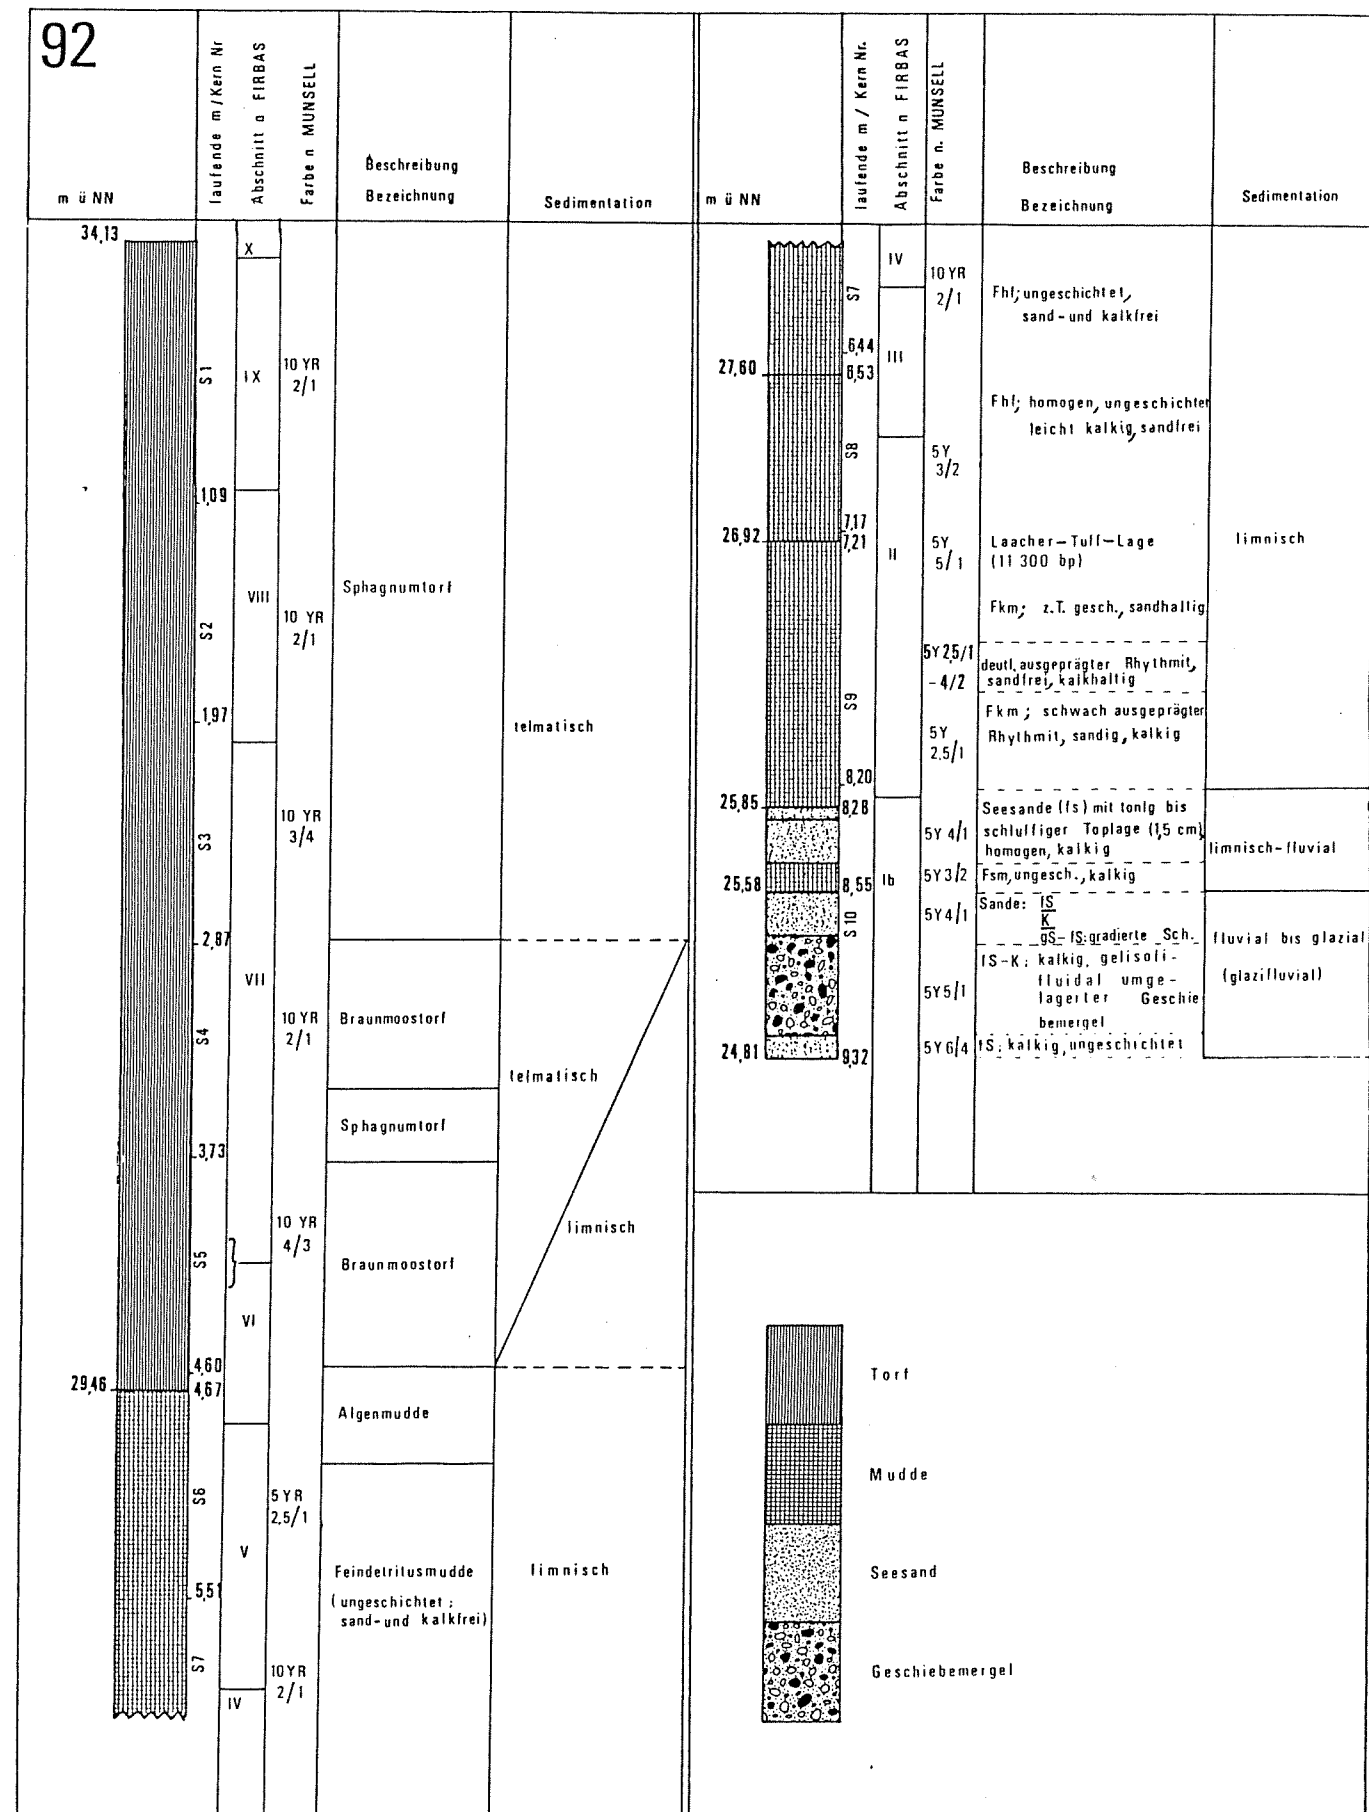 92
m ü NN
laufende m / Kern Nr
Abschnitt n FIRBAS
Farbe n MUNSELL
Beschreibung
Bezeichnung
Sedimentation
34,13
X
S1
IX
10 YR
2/1
1,09
S2
VIII
10 YR
2/1
Sphagnumtorf
1,97
telmatisch
S3
10 YR
3/4
2,87
VII
S4
10 YR
2/1
Braunmoostorf
telmatisch
Sphagnumtorf
3,73
S5
10 YR
4/3
Braunmoostorf
limnisch
VI
4,60
29,46
4,67
Algenmudde
S6
5 YR
2,5/1
V
Feindetritusmudde
(ungeschichtet ;
sand-und kalkfrei)
limnisch
5,51
S7
10 YR
2/1
IV
m ü NN
laufende m / Kern Nr.
Abschnitt n FIRBAS
Farbe n. MUNSELL
Beschreibung
Bezeichnung
Sedimentation
IV
S7
10 YR
2/1
Fhf; ungeschichtet,
sand-und kalkfrei
6,44
III
27,60
6,53
Fhf; homogen, ungeschichtet
leicht kalkig, sandfrei
S8
5Y
3/2
7,17
26,92
7,21
II
5Y
5/1
Laacher-Tuff-Lage
(11 300 bp)
limnisch
Fkm; z.T. gesch., sandhaltig
5Y 2,5/1
- 4/2
deutl. ausgeprägter Rhythmit,
sandfrei, kalkhaltig
S9
Fkm ; schwach ausgeprägter
Rhythmit, sandig, kalkig
5Y
2,5/1
8,20
25,85
8,28
Seesande (fs) mit tonig bis
schluffiger Toplage (1,5 cm)
homogen, kalkig
5Y 4/1
limnisch-fluvial
25,58
8,55
Ib
5Y 3/2
Fsm, ungesch., kalkig
S10
5Y 4/1
Sande: fS
K
gS-fS: gradierte Sch.
fluvial bis glazial
(glazifluvial)
fS-K: kalkig, gelisoli-
fluidal umge-
lagerter Geschie
bemergel
5Y 5/1
24,81
9,32
5Y 6/4
fS: kalkig, ungeschichtet
Torf
Mudde
Seesand
Geschiebemergel